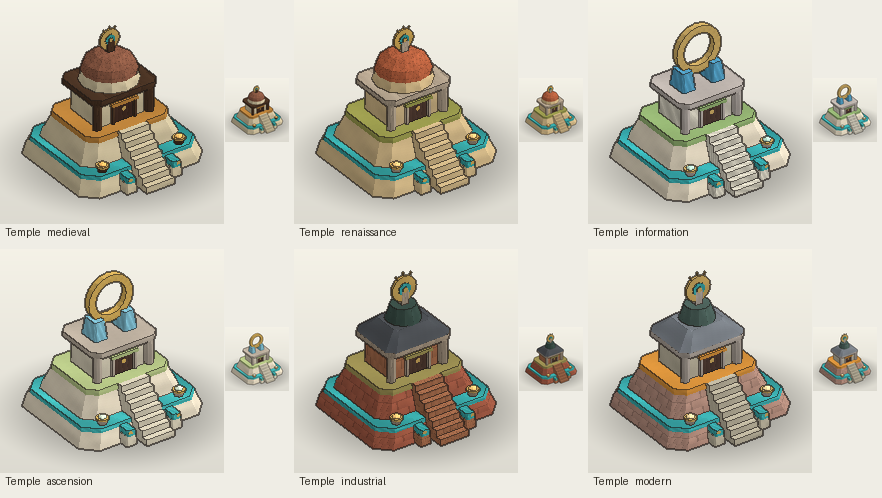 Temple medieval
Temple renaissance
Temple information
Temple ascension
Temple industrial
Temple modern